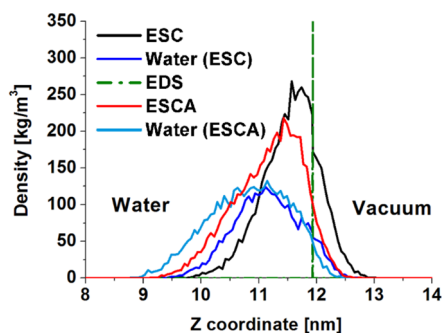 350
300
250
200
150
100
50
0
Density [kg/m³]
ESC
Water (ESC)
EDS
ESCA
Water (ESCA)
Water
Vacuum
8 9 10 11 12 13 14
Z coordinate [nm]